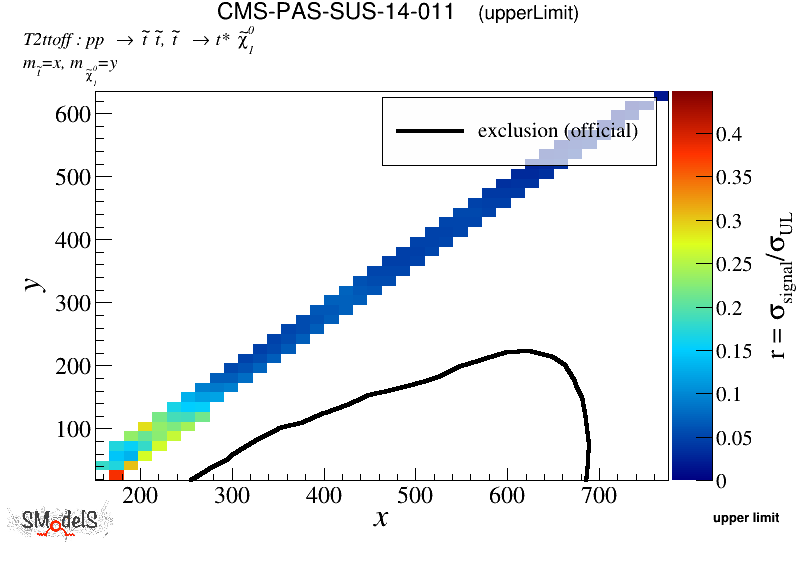 CMS-PAS-SUS-14-011 (upperLimit)
T2ttoff : pp → t̃ t̃, t̃ → t* χ̃⁰₁
m_t̃=x, m_χ̃⁰₁=y
exclusion (official)
600
500
400
300
200
100
y
200 300 400 500 600 700
x
0.4
0.35
0.3
0.25
0.2
0.15
0.1
0.05
0
r = σ_signal/σ_UL
SModelS
upper limit